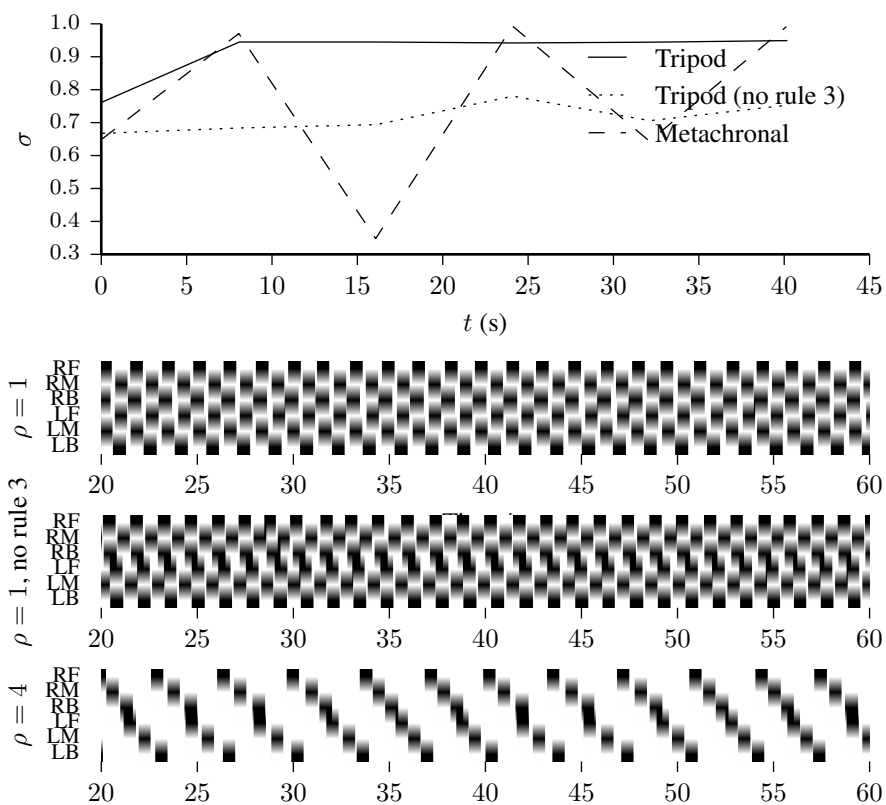 1.0
0.9
0.8
0.7
0.6
0.5
0.4
0.3
σ
Tripod
Tripod (no rule 3)
Metachronal
0 5 10 15 20 25 30 35 40 45
t (s)
ρ = 1
RF
RM
RB
LF
LM
LB
20 25 30 35 40 45 50 55 60
ρ = 1, no rule 3
RF
RM
RB
LF
LM
LB
20 25 30 35 40 45 50 55 60
ρ = 4
RF
RM
RB
LF
LM
LB
20 25 30 35 40 45 50 55 60